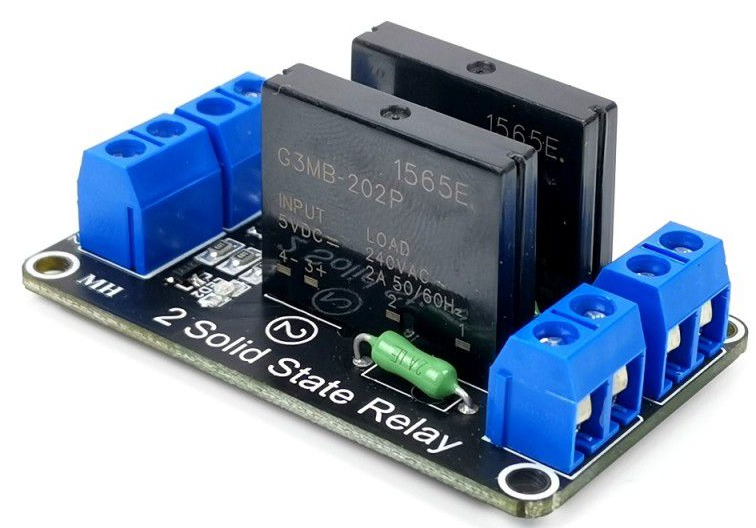 1565E.
G3MB-202P
1565E
INPUT
5VDC=
LOAD
240VAC~
2A 50/60Hz
4- 3+
2
1
MH
2
2 Solid State Relay